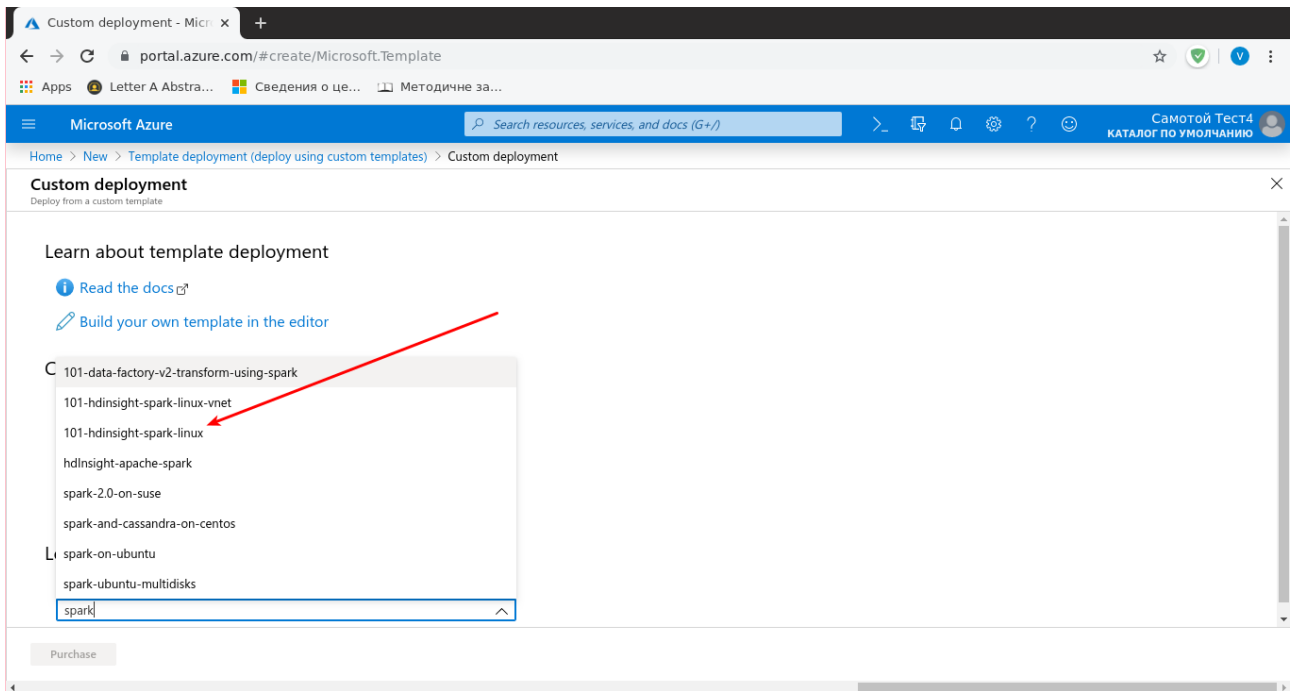 Custom deployment - Micr
portal.azure.com/#create/Microsoft.Template
V
Apps
Letter A Abstra...
Сведения о це...
Методичне за...
Microsoft Azure
Search resources, services, and docs (G+/)
Самотой Тест4
КАТАЛОГ ПО УМОЛЧАНИЮ
Home > New > Template deployment (deploy using custom templates) > Custom deployment
Custom deployment
Deploy from a custom template
Learn about template deployment
Read the docs
Build your own template in the editor
101-data-factory-v2-transform-using-spark
101-hdinsight-spark-linux-vnet
101-hdinsight-spark-linux
hdInsight-apache-spark
spark-2.0-on-suse
spark-and-cassandra-on-centos
spark-on-ubuntu
spark-ubuntu-multidisks
spark
Purchase